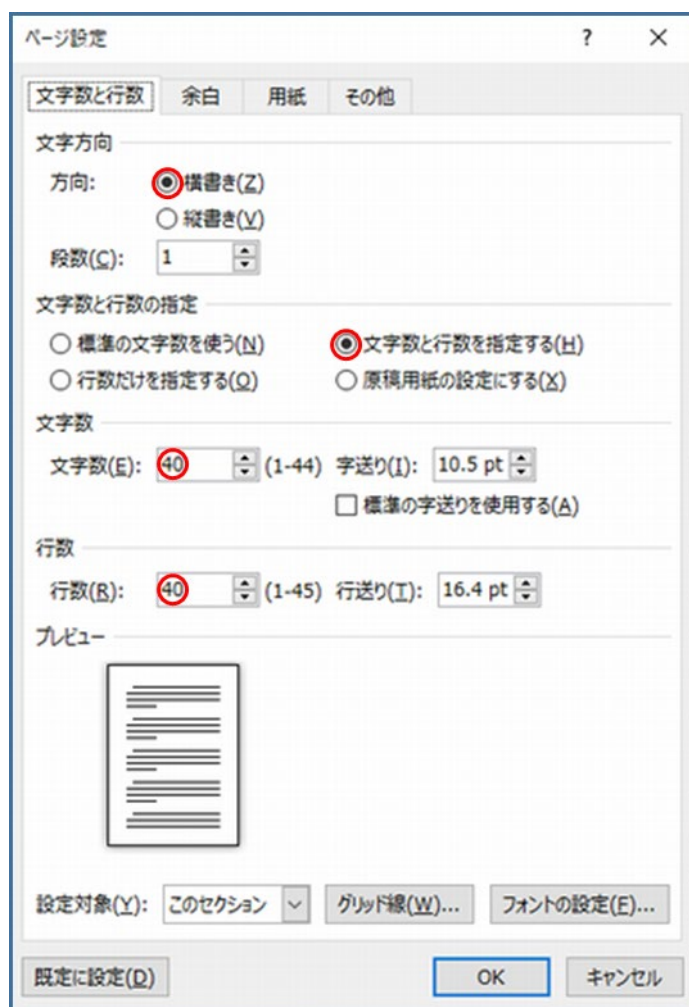 ページ設定 ?
文字数と行数 余白 用紙 その他
文字方向
方向: 横書き(Z)
縦書き(V)
段数(C): 1
文字数と行数の指定
標準の文字数を使う(N) 文字数と行数を指定する(H)
行数だけを指定する(O) 原稿用紙の設定にする(X)
文字数
文字数(E): 40 (1-44) 字送り(I): 10.5 pt
標準の字送りを使用する(A)
行数
行数(R): 40 (1-45) 行送り(T): 16.4 pt
プレビュー
設定対象(Y): このセクション グリッド線(W)... フォントの設定(F)...
既定に設定(D) OK キャンセル